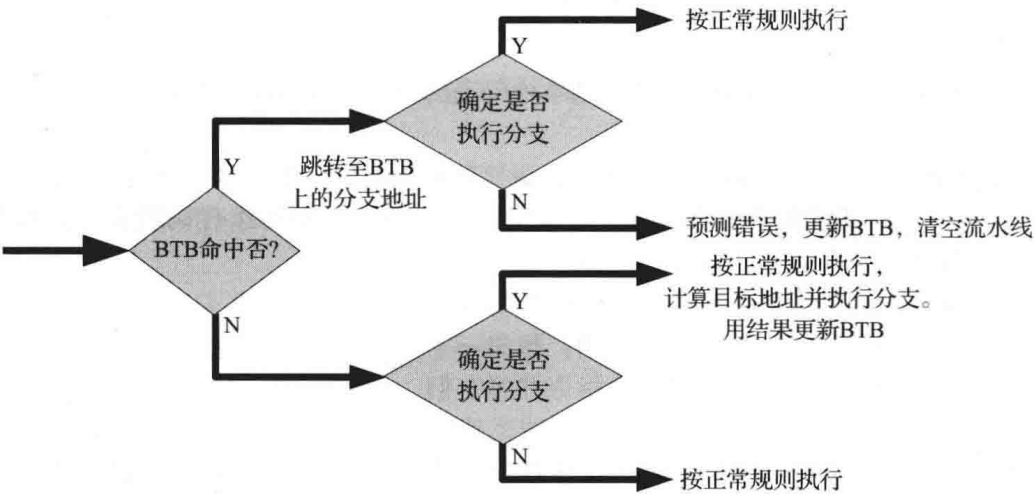 按正常规则执行
Y
确定是否
执行分支
Y
跳转至BTB
上的分支地址
N
预测错误，更新BTB，清空流水线
BTB命中否?
按正常规则执行，
Y
计算目标地址并执行分支。
N
用结果更新BTB
确定是否
执行分支
N
按正常规则执行